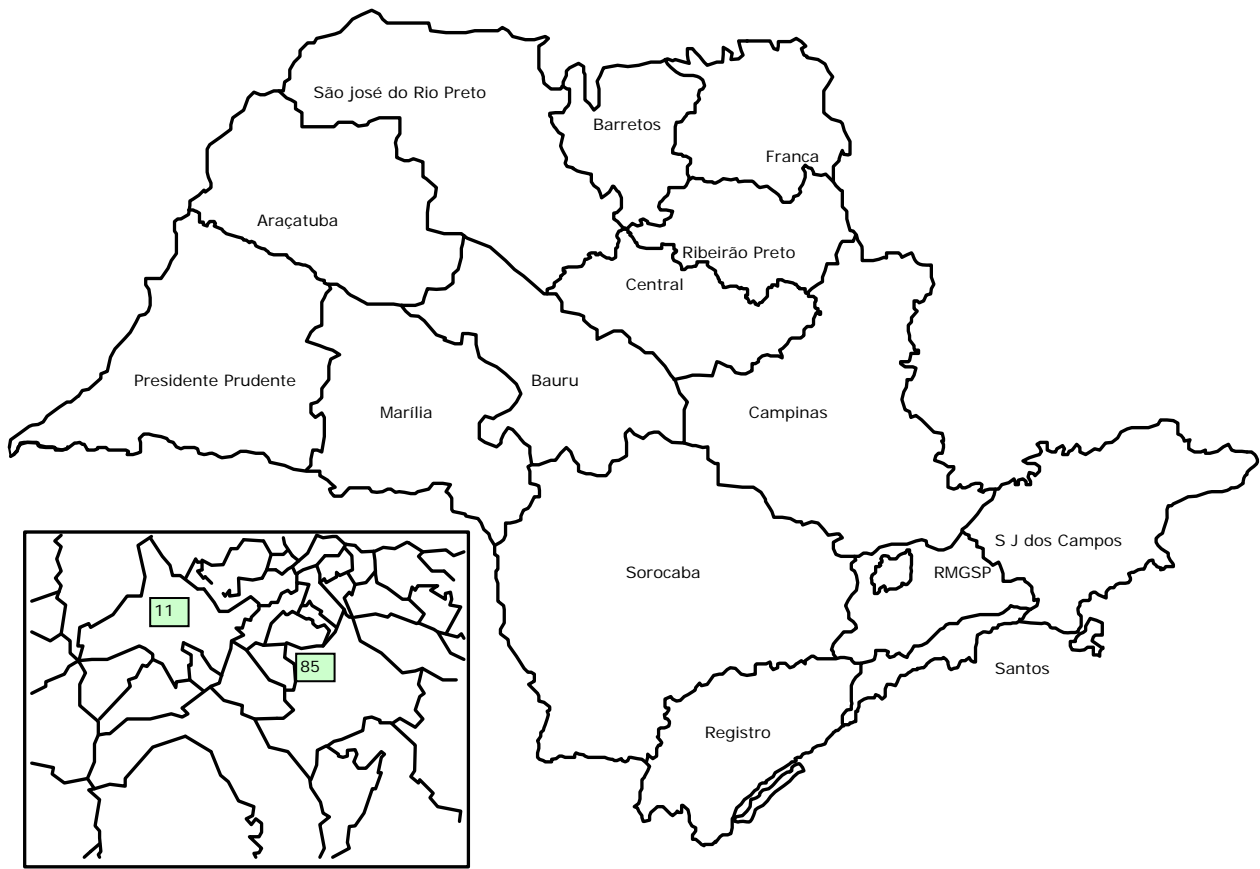 São josé do Rio Preto
Barretos
Franca
Araçatuba
Ribeirão Preto
Central
Presidente Prudente
Bauru
Marília
Campinas
S J dos Campos
Sorocaba
RMGSP
11
85
Santos
Registro